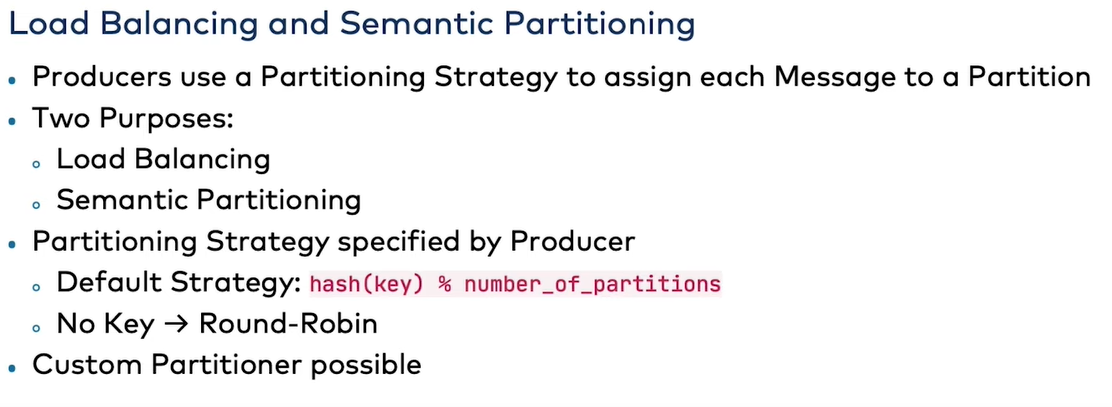 Load Balancing and Semantic Partitioning
• Producers use a Partitioning Strategy to assign each Message to a Partition
• Two Purposes:
◦ Load Balancing
◦ Semantic Partitioning
• Partitioning Strategy specified by Producer
◦ Default Strategy: hash(key) % number_of_partitions
◦ No Key → Round-Robin
• Custom Partitioner possible